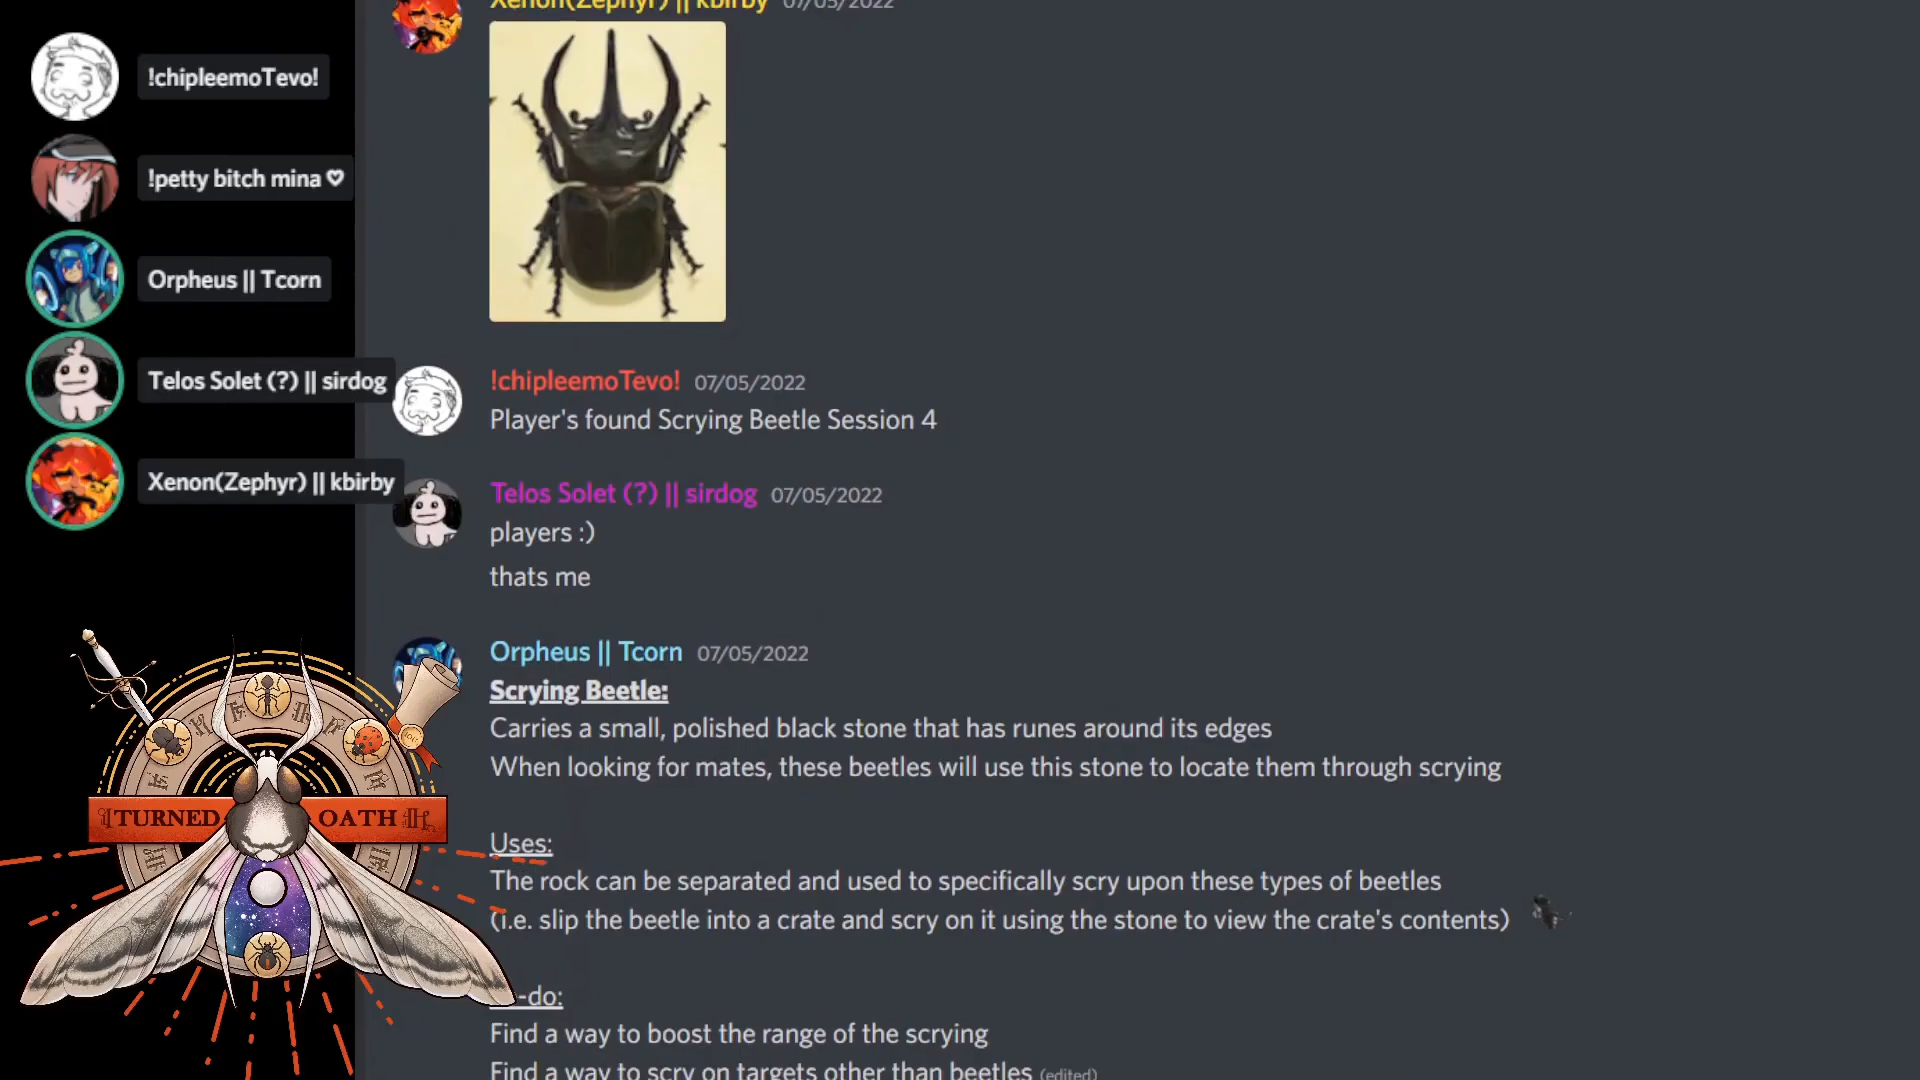 !chipleemoTevo!
!petty bitch mina ♡
Orpheus || Tcorn
Telos Solet (?) || sirdog
Xenon(Zephyr) || kbirby
TURNED OATH
Xenon(Zephyr) || kbirby 07/05/2022
!chipleemoTevo! 07/05/2022
Player's found Scrying Beetle Session 4
Telos Solet (?) || sirdog 07/05/2022
players :)
thats me
Orpheus || Tcorn 07/05/2022
Scrying Beetle:
Carries a small, polished black stone that has runes around its edges
When looking for mates, these beetles will use this stone to locate them through scrying
Uses:
The rock can be separated and used to specifically scry upon these types of beetles
(i.e. slip the beetle into a crate and scry on it using the stone to view the crate's contents)
-do:
Find a way to boost the range of the scrying
Find a way to scry on targets other than beetles (edited)